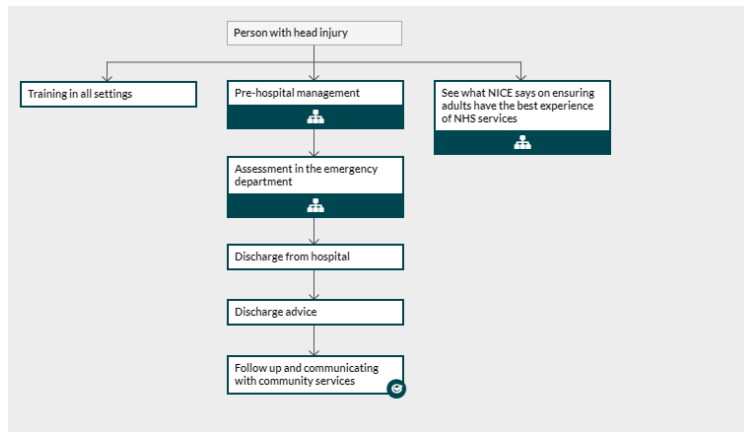 Person with head injury
Training in all settings
Pre-hospital management
See what NICE says on ensuring
adults have the best experience
of NHS services
Assessment in the emergency
department
Discharge from hospital
Discharge advice
Follow up and communicating
with community services